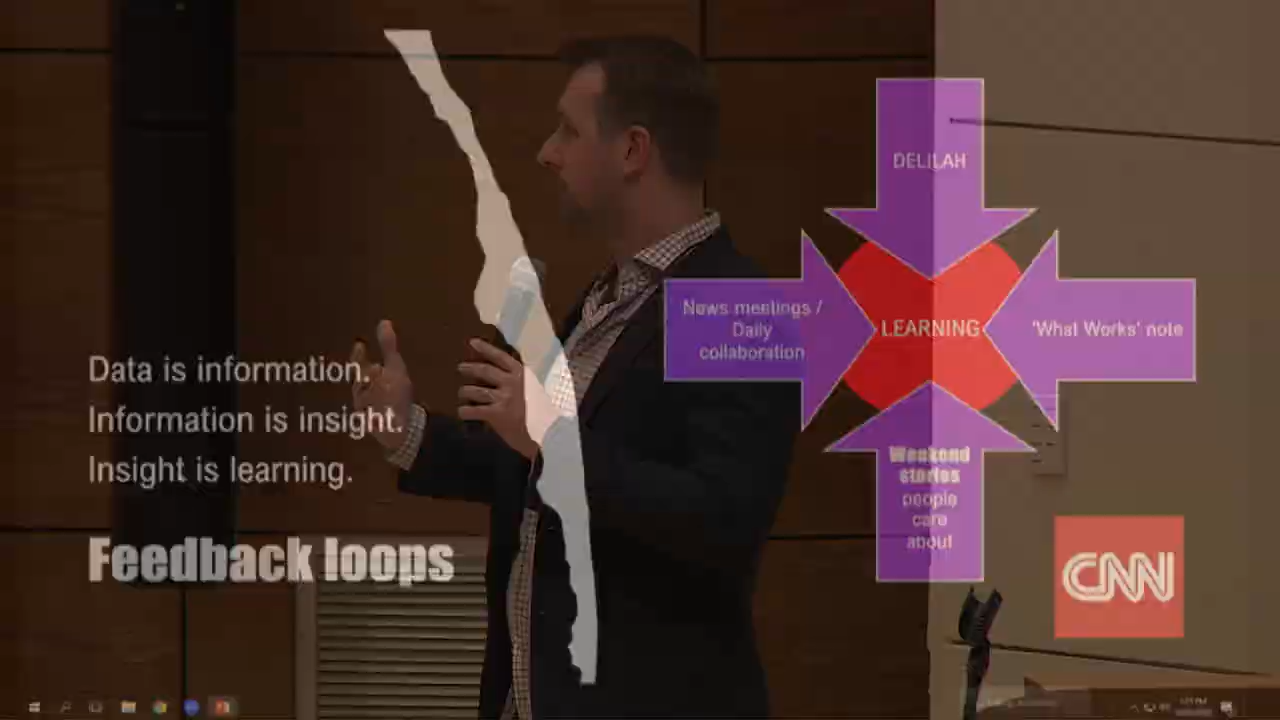 Data is information.
Information is insight.
Insight is learning.
Feedback loops
DELILAH
News meetings /
Daily
collaboration
LEARNING
'What Works' note
Weekend
stories
people
care
about
CNN